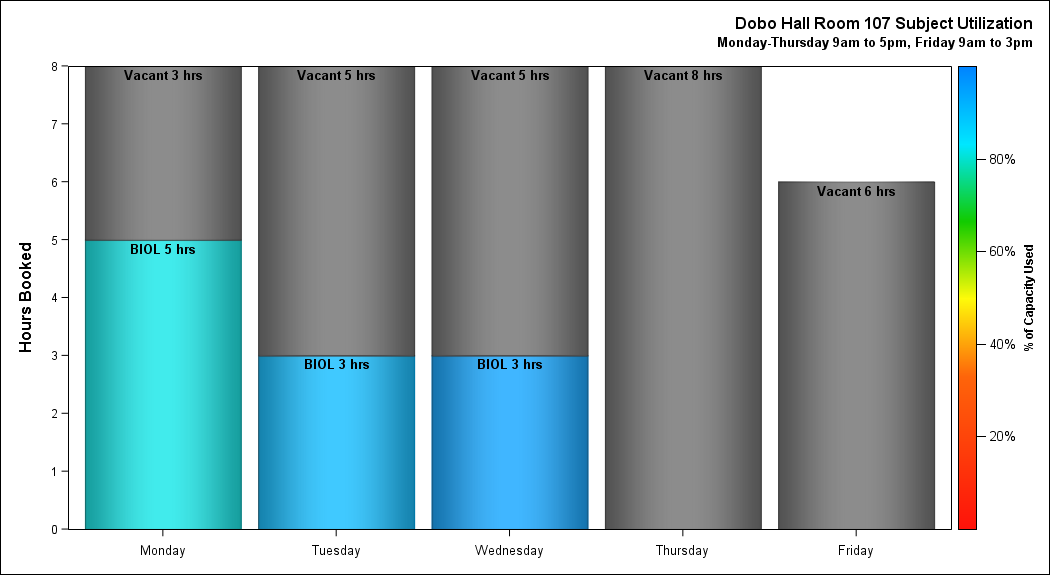 Dobo Hall Room 107 Subject Utilization
Monday-Thursday 9am to 5pm, Friday 9am to 3pm
Hours Booked
8
7
6
5
4
3
2
1
0
Vacant 3 hrs
BIOL 5 hrs
Vacant 5 hrs
BIOL 3 hrs
Vacant 5 hrs
BIOL 3 hrs
Vacant 8 hrs
Vacant 6 hrs
Monday
Tuesday
Wednesday
Thursday
Friday
80%
60%
40%
20%
% of Capacity Used